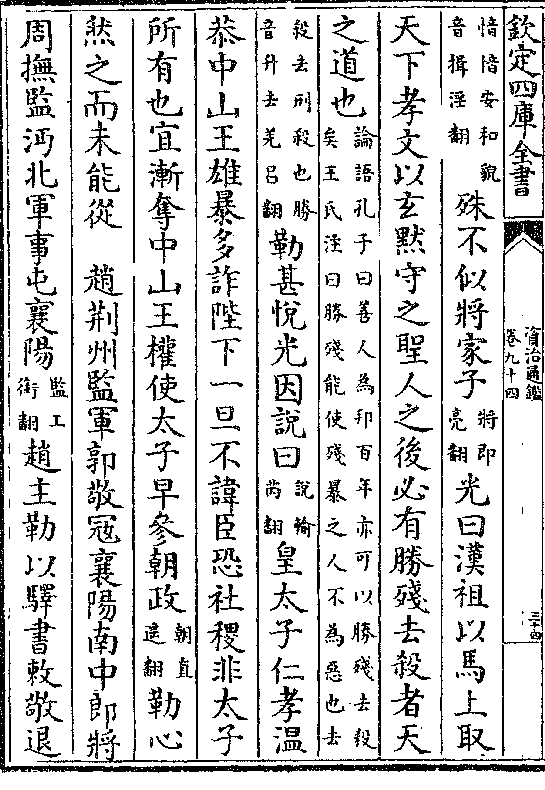 欽定四庫全書
資治通鑑
卷九十四
三十四
愔愔安和貌
音揖淫翻
殊不似將家子
將即
亮翻
光曰漢祖以馬上取
天下孝文以玄默守之聖人之後必有勝殘去殺者天
之道也
論語孔子曰善人為邦百年亦可以勝殘去殺
矣王氏注曰勝殘能使殘暴之人不為惡也去
殺去刑殺也勝
音升去羌呂翻
勒甚悅光因說曰
說輸
芮翻
皇太子仁孝温
恭中山王雄暴多詐陛下一旦不諱臣恐社稷非太子
所有也宜漸奪中山王權使太子早參朝政
朝直
遥翻
勒心
然之而未能從　趙荆州監軍郭敬寇襄陽南中郎將
周撫監沔北軍事屯襄陽
監工
銜翻
趙主勒以驛書敕敬退